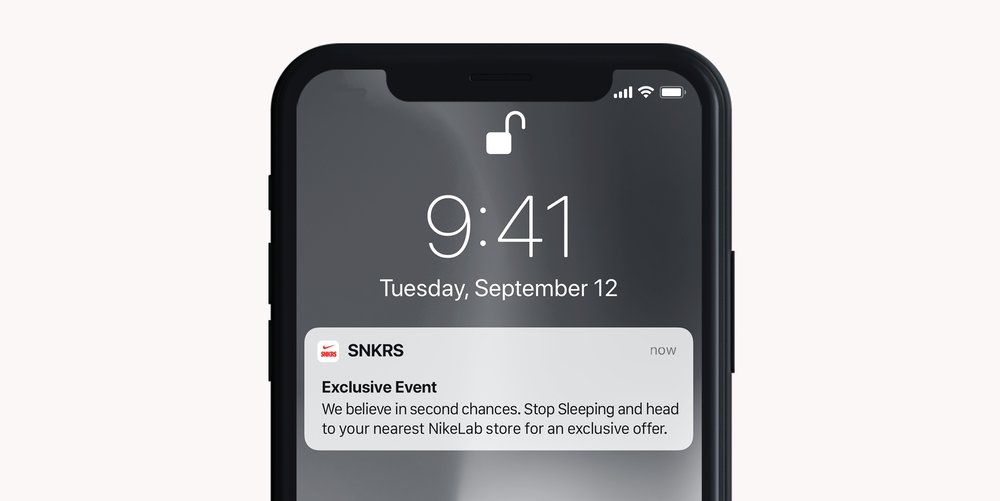 9:41
Tuesday, September 12
SNKRS
SNKRS
now
Exclusive Event
We believe in second chances. Stop Sleeping and head
to your nearest NikeLab store for an exclusive offer.